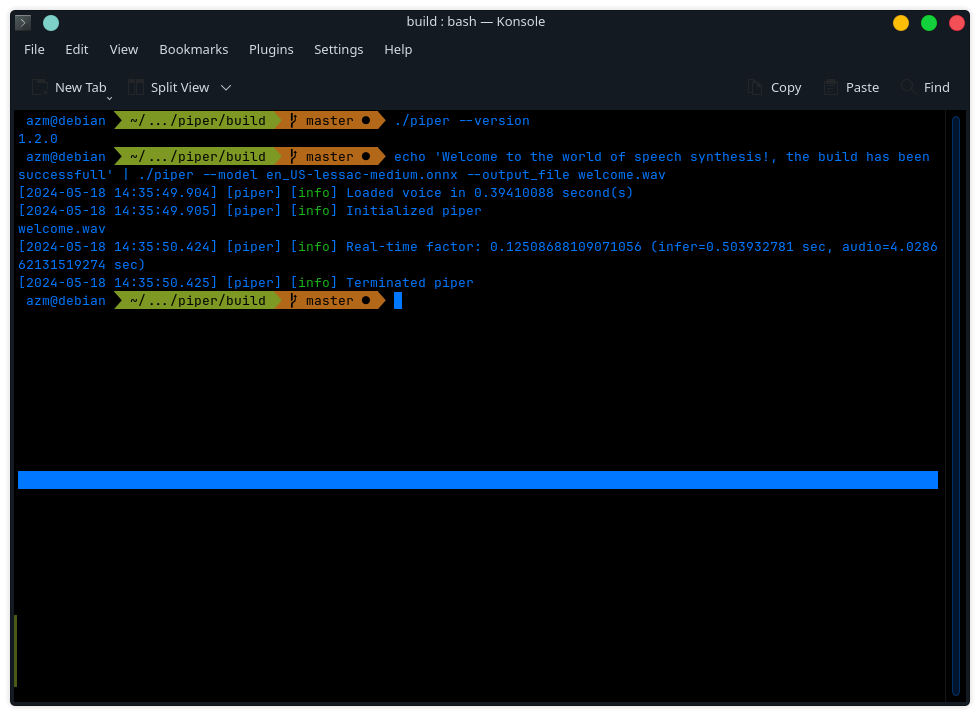 build : bash — Konsole
File Edit View Bookmarks Plugins Settings Help
New Tab Split View Copy Paste Find
azm@debian ~/.../piper/build master ● ./piper --version
1.2.0
azm@debian ~/.../piper/build master ● echo 'Welcome to the world of speech synthesis!, the build has been
successfull' | ./piper --model en_US-lessac-medium.onnx --output_file welcome.wav
[2024-05-18 14:35:49.904] [piper] [info] Loaded voice in 0.39410088 second(s)
[2024-05-18 14:35:49.905] [piper] [info] Initialized piper
welcome.wav
[2024-05-18 14:35:50.424] [piper] [info] Real-time factor: 0.12508688109071056 (infer=0.503932781 sec, audio=4.0286
62131519274 sec)
[2024-05-18 14:35:50.425] [piper] [info] Terminated piper
azm@debian ~/.../piper/build master ●